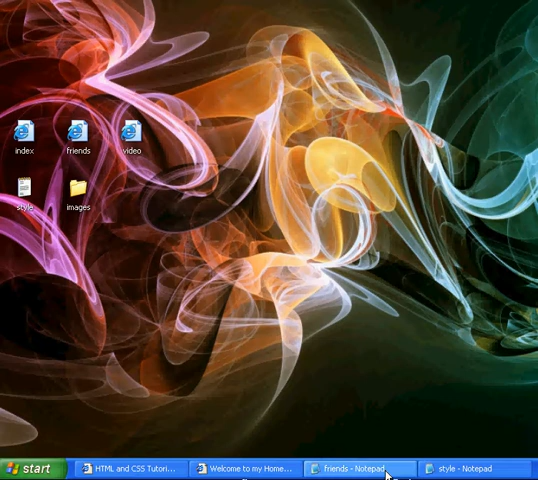 index
friends
video
style
images
start
HTML and CSS Tutori...
Welcome to my Home...
friends - Notepad
style - Notepad